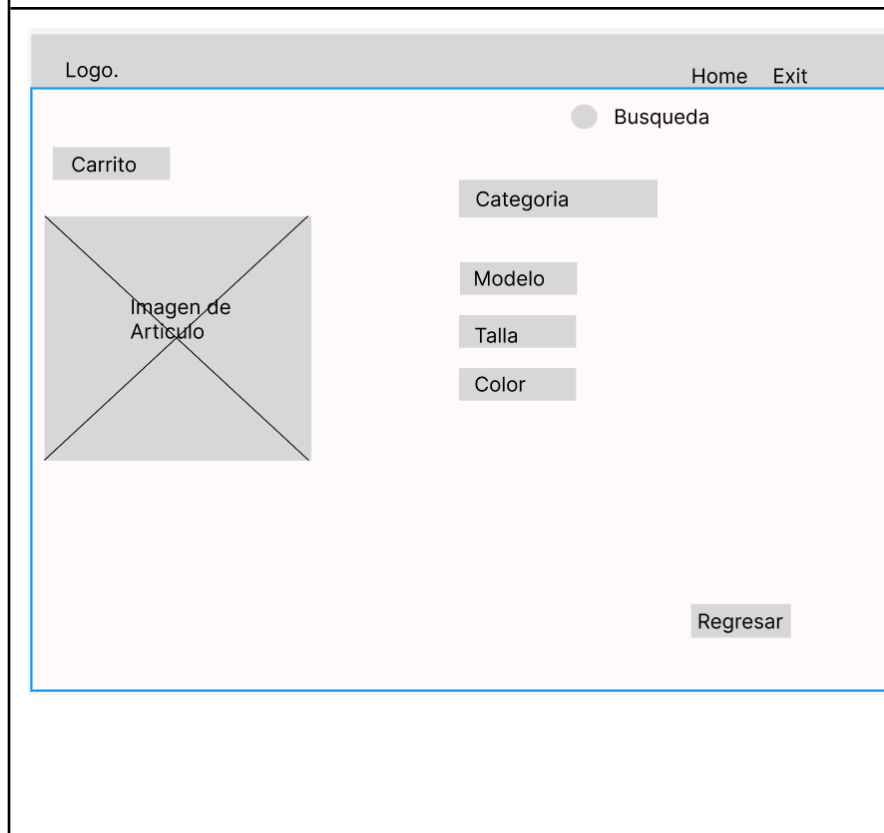 Logo.
Home Exit
Busqueda
Carrito
Categoria
Imagen de
Articulo
Modelo
Talla
Color
Regresar